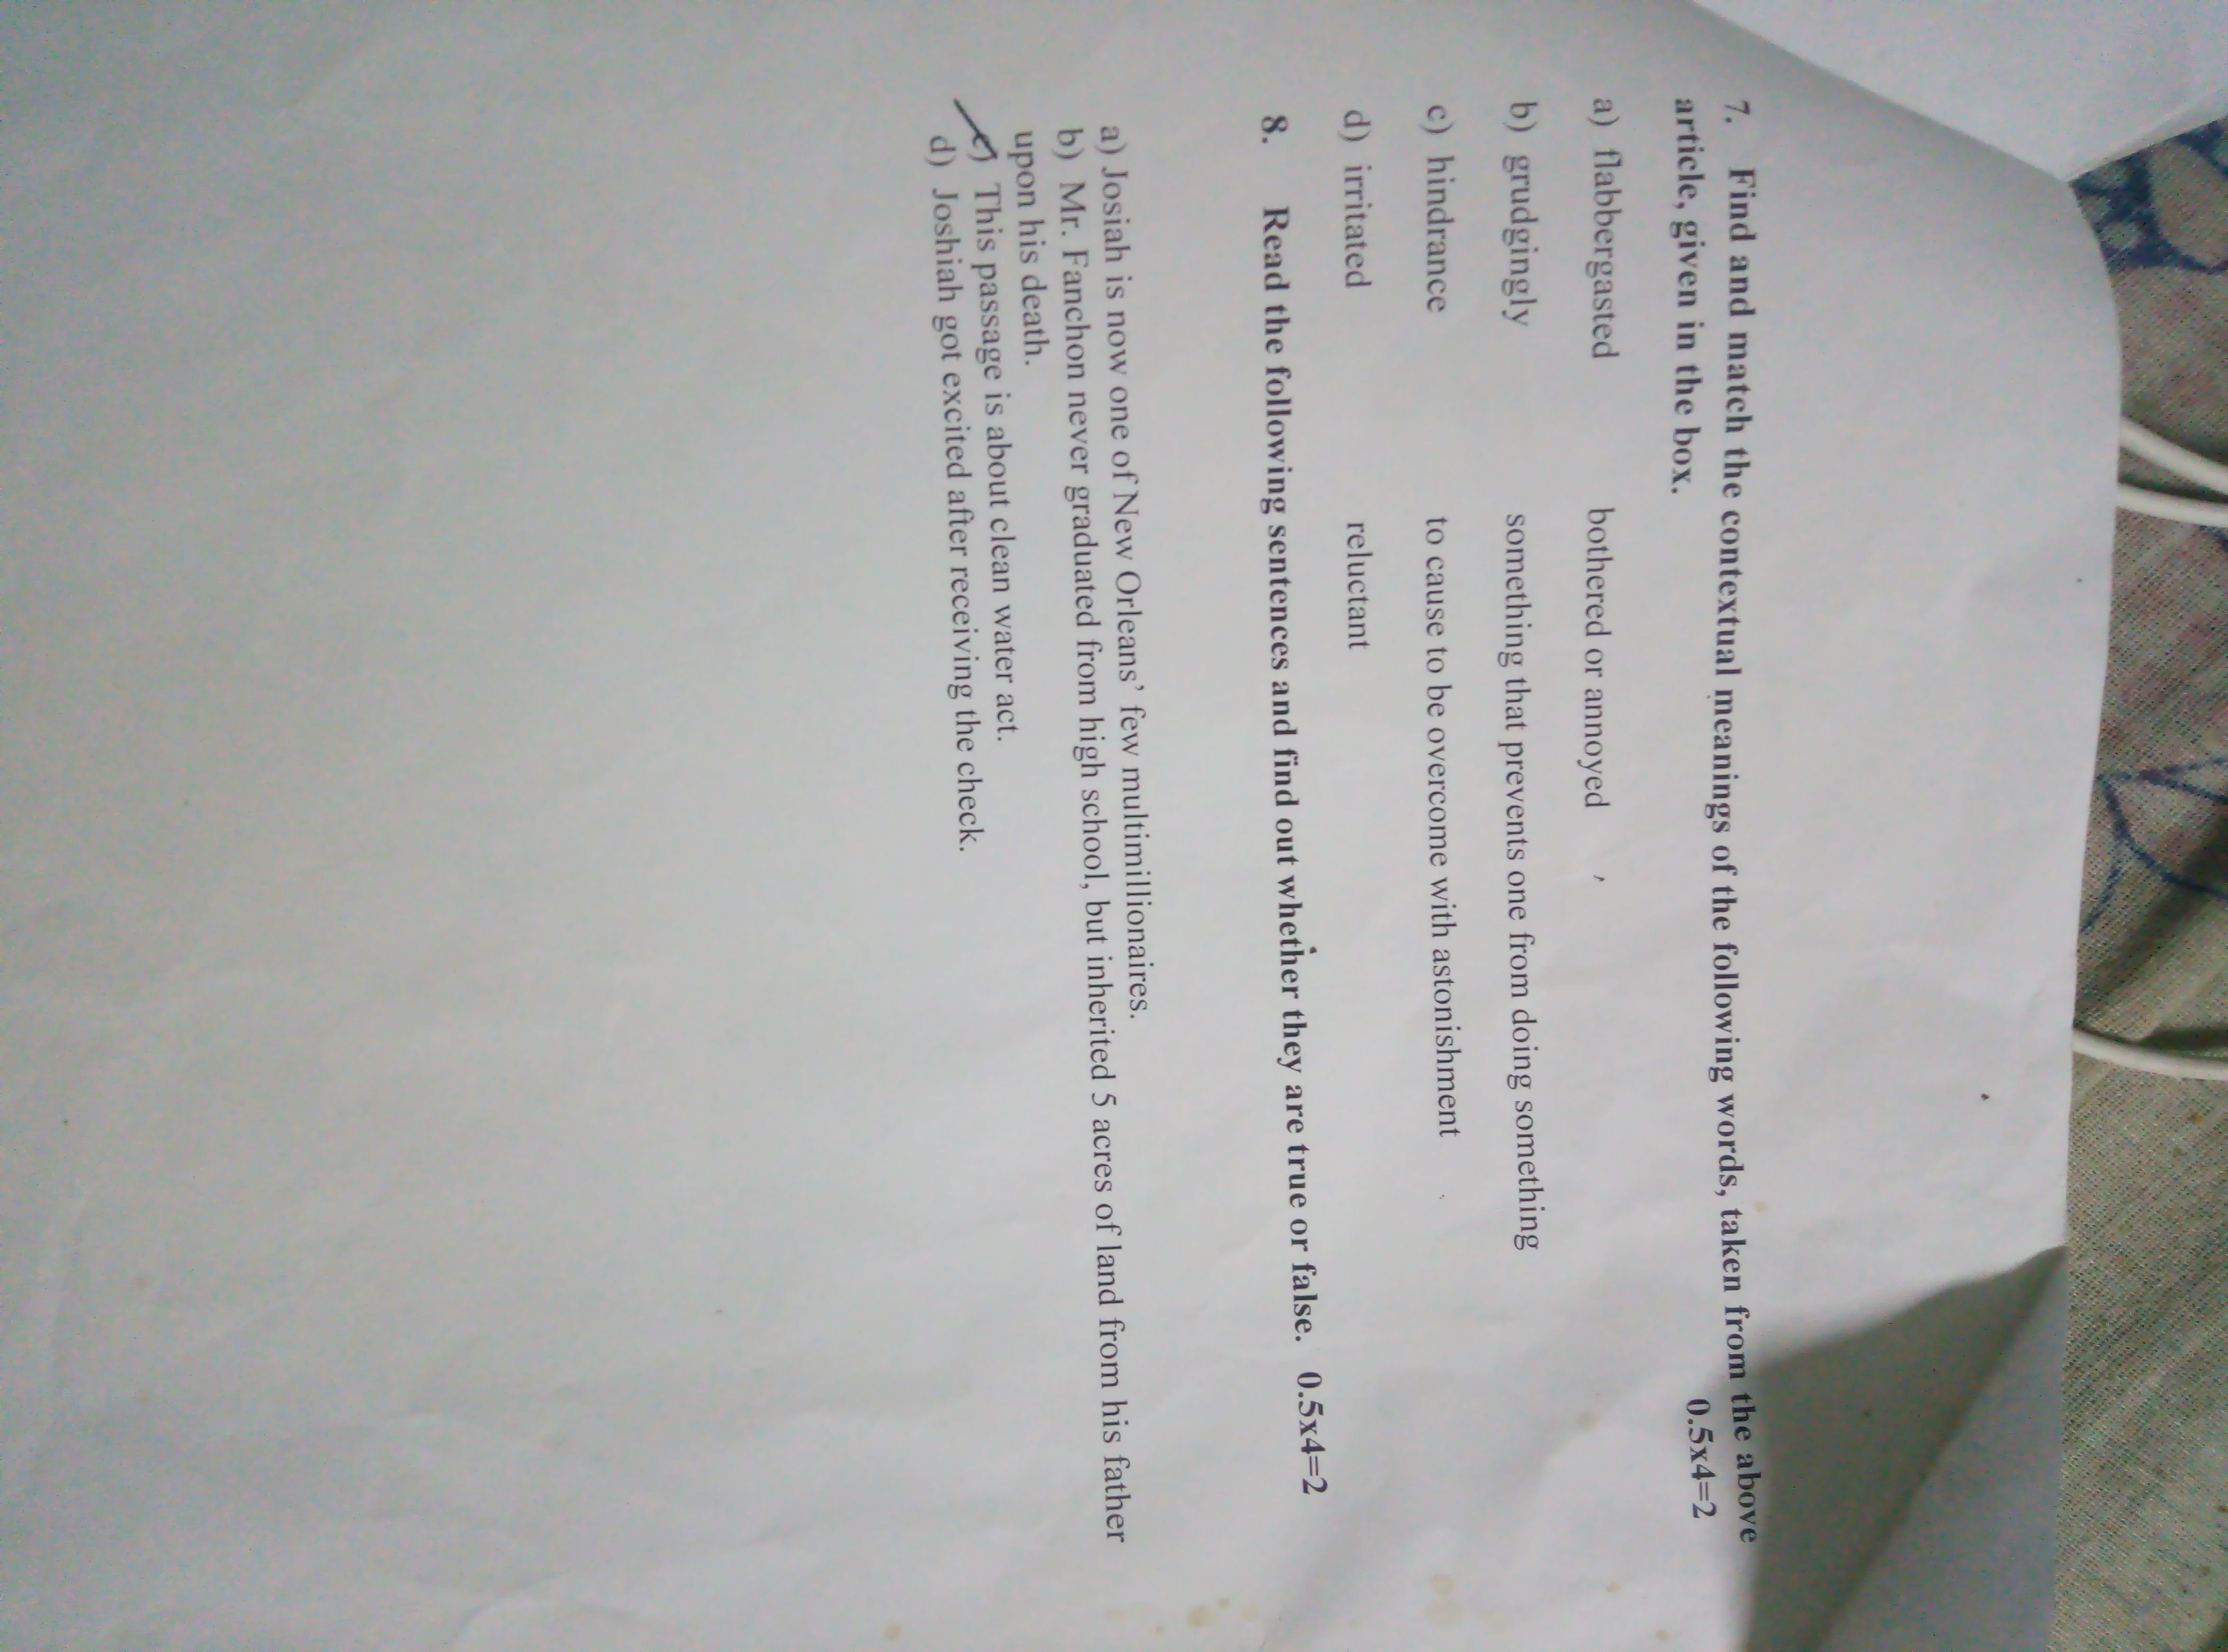 7. Find and match the contextual meanings of the following words, taken from the above
article, given in the box. 0.5x4=2
a) flabbergasted bothered or annoyed
b) grudgingly something that prevents one from doing something
c) hindrance to cause to be overcome with astonishment
d) irritated reluctant
8. Read the following sentences and find out whether they are true or false. 0.5x4=2
a) Josiah is now one of New Orleans’ few multimillionaires.
b) Mr. Fanchon never graduated from high school, but inherited 5 acres of land from his father
upon his death.
c) This passage is about clean water act.
d) Joshiah got excited after receiving the check.